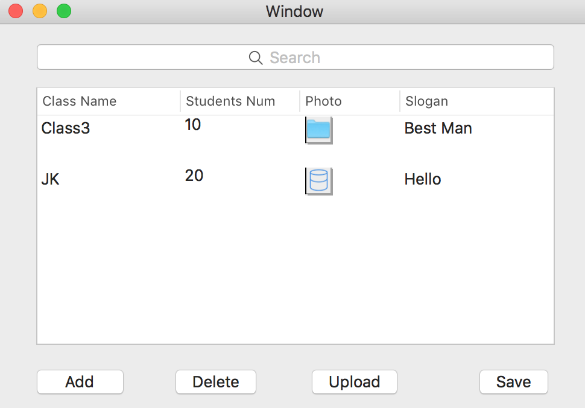 Window
Search
Class Name Students Num Photo Slogan
Class3 10 Best Man
JK 20 Hello
Add Delete Upload Save